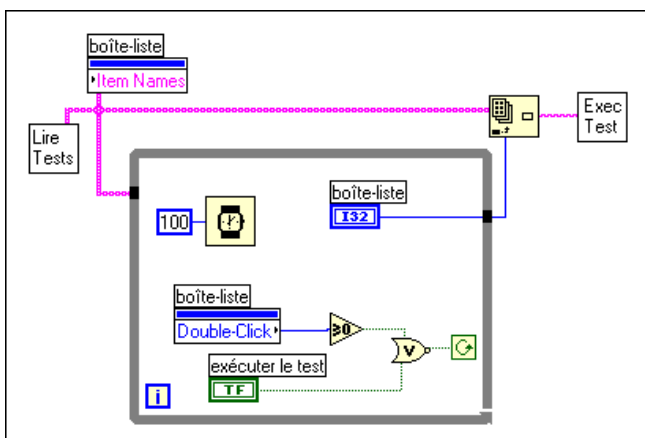 boîte-liste
Item Names
Lire
Tests
Exec
Test
boîte-liste
I32
100
boîte-liste
Double-Click
≥0
V
exécuter le test
TF
i